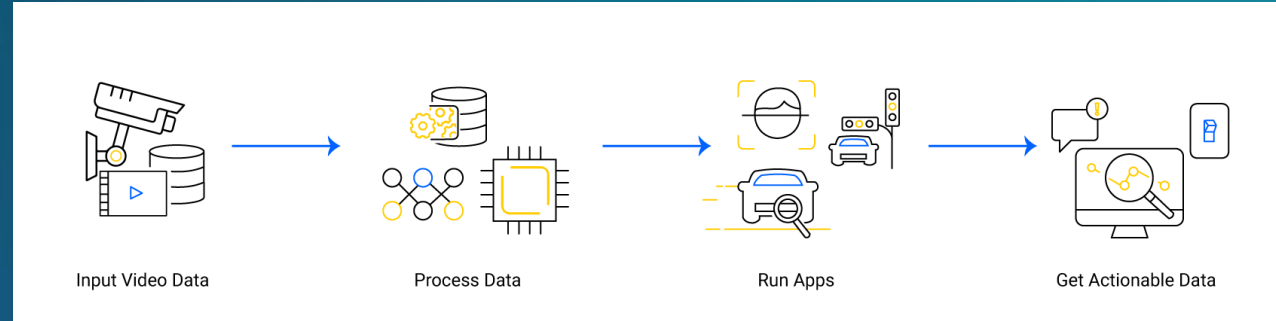 Input Video Data
Process Data
Run Apps
Get Actionable Data